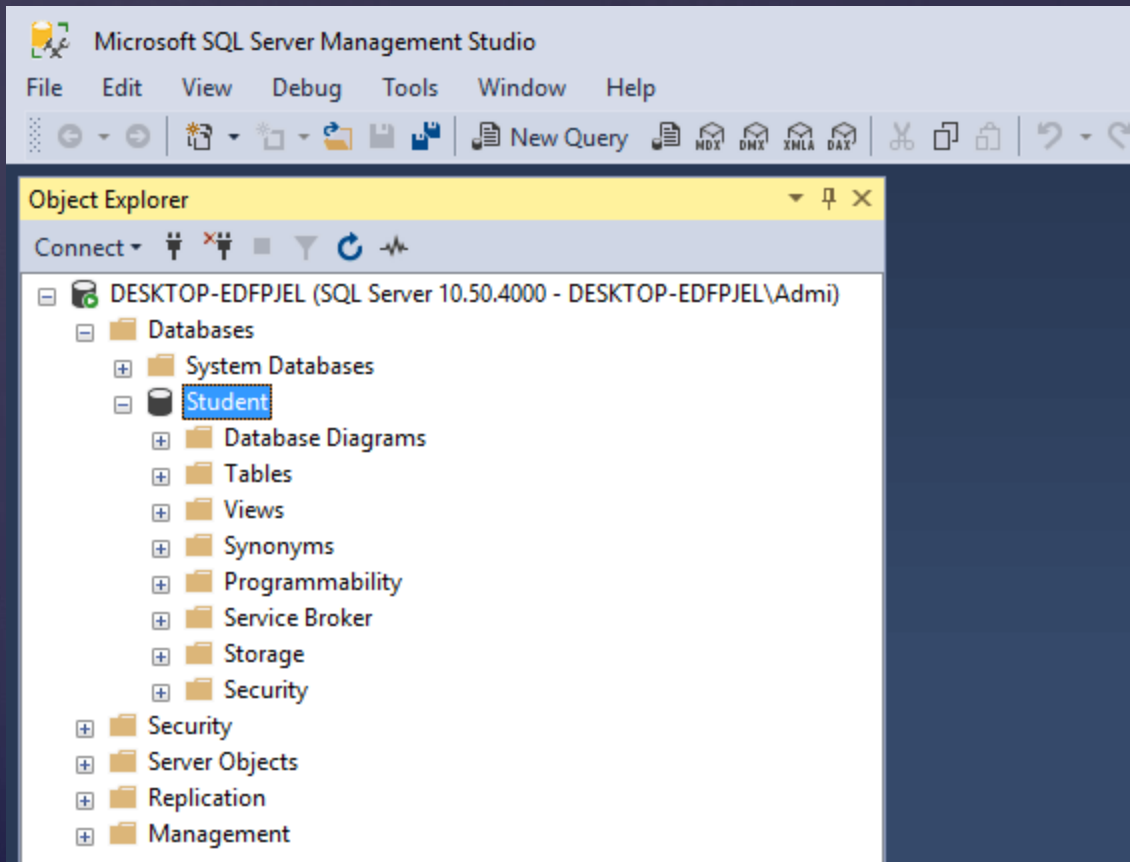 Microsoft SQL Server Management Studio
File Edit View Debug Tools Window Help
New Query MDX DMX XMLA DAX
Object Explorer
Connect
DESKTOP-EDFPJEL (SQL Server 10.50.4000 - DESKTOP-EDFPJEL\Admi)
Databases
System Databases
Student
Database Diagrams
Tables
Views
Synonyms
Programmability
Service Broker
Storage
Security
Security
Server Objects
Replication
Management